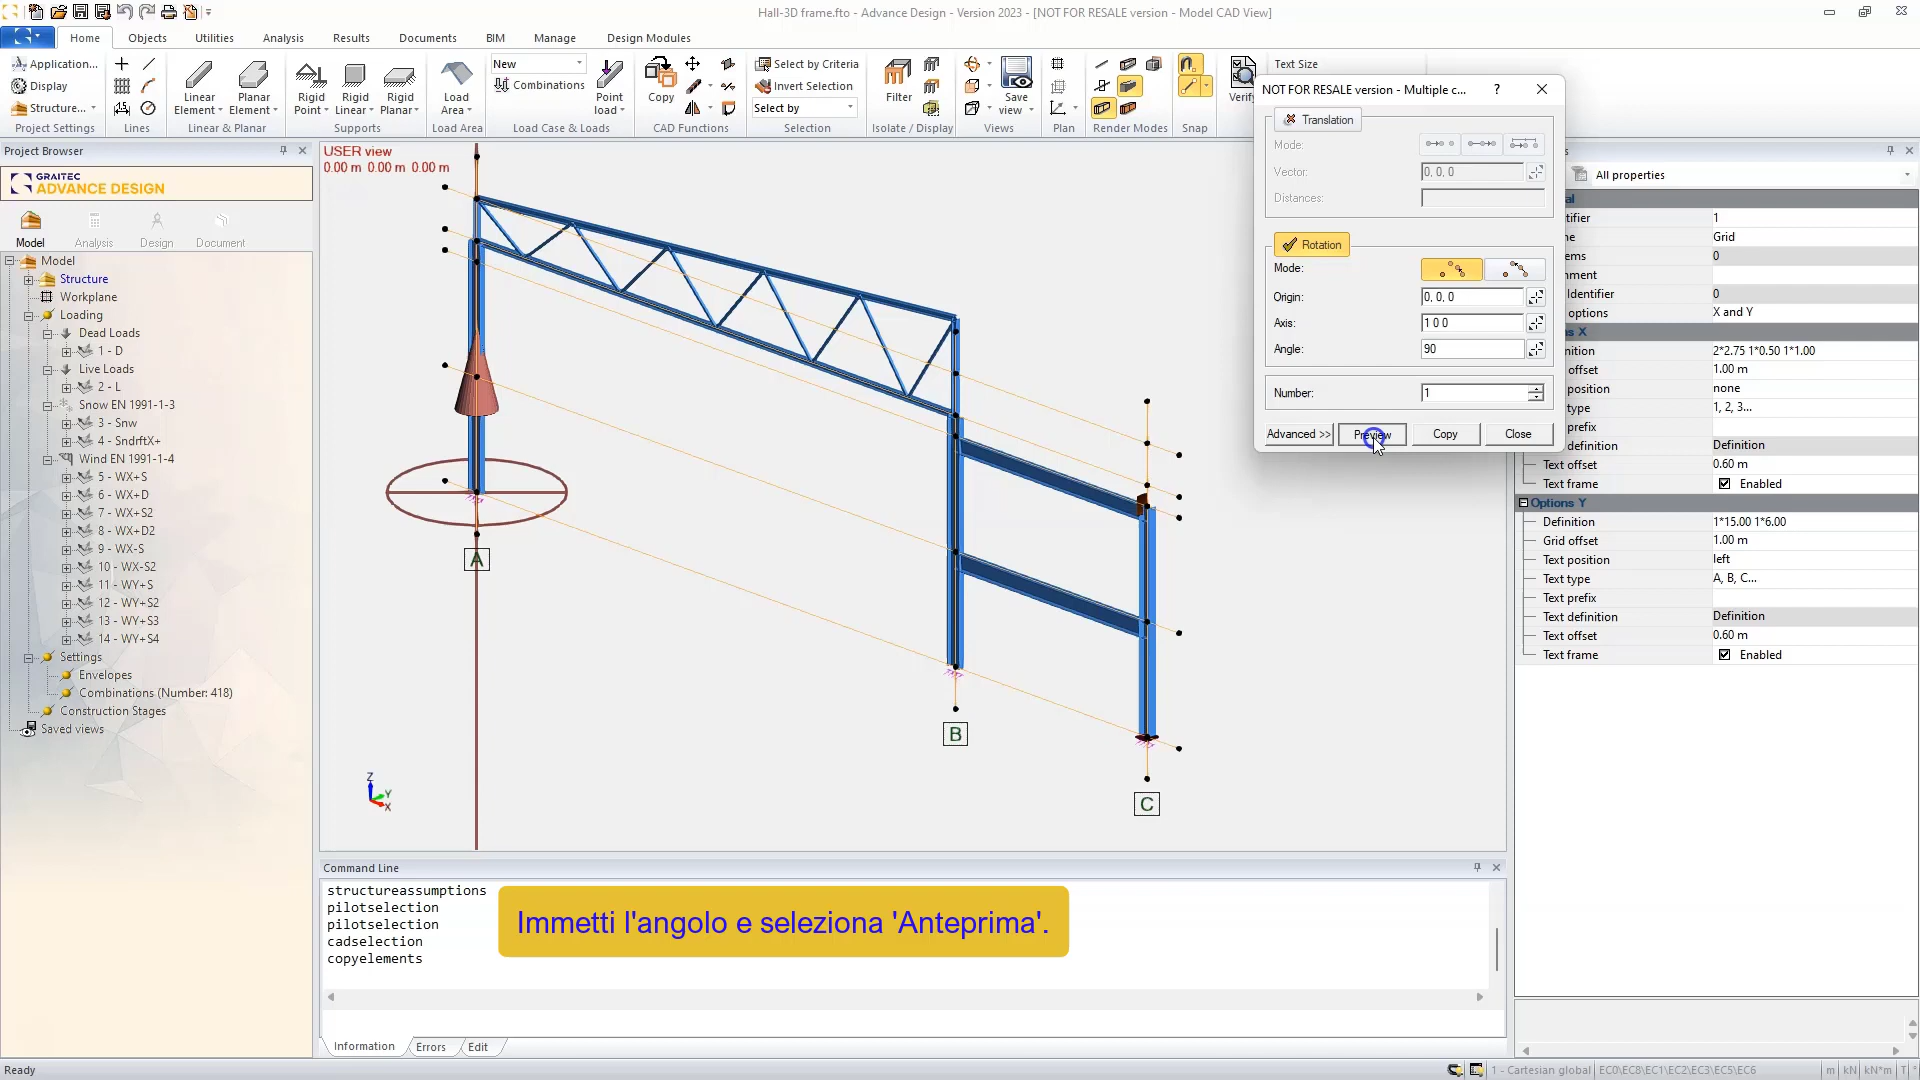 Hall-3D frame.fto - Advance Design - Version 2023 - [NOT FOR RESALE version - Model CAD View]
Home Objects Utilities Analysis Results Documents BIM Manage Options Design Modules
Application...
Display
Structure...
Project Settings
Lines
Linear Element
Planar Element
Linear & Planar
Rigid Point
Rigid Linear
Rigid Planar
Supports
Load Area
Load Area
New
Combinations
Point load
Load Case & Loads
Copy
CAD Functions
Select by Criteria
Invert Selection
Select by
Selection
Filter
Isolate / Display
Save view
Views
Plan
Render Modes
Snap
Verify
Text Size
Project Browser
GRAITEC
ADVANCE DESIGN
Model Analysis Design Document
Model
Structure
Workplane
Loading
Dead Loads
1 - D
Live Loads
2 - L
Snow EN 1991-1-3
3 - Snw
4 - SndrftX+
Wind EN 1991-1-4
5 - WX+S
6 - WX+D
7 - WX+S2
8 - WX+D2
9 - WX-S
10 - WX-S2
11 - WY+S
12 - WY+S2
13 - WY+S3
14 - WY+S4
Settings
Envelopes
Combinations (Number: 418)
Construction Stages
Saved views
USER view
0.00 m 0.00 m 0.00 m
A
B
C
Z
Y
X
NOT FOR RESALE version - Multiple c... ?
Translation
Mode:
Vector: 0, 0, 0
Distances:
Rotation
Mode:
Origin: 0, 0, 0
Axis: 1 0 0
Angle: 90
Number: 1
Advanced >> Preview Copy Close
All properties
1
Grid
0
0
X and Y
2*2.75 1*0.50 1*1.00
offset 1.00 m
position none
type 1, 2, 3...
prefix
Definition
Text offset 0.60 m
Text frame Enabled
Options Y
Definition 1*15.00 1*6.00
Grid offset 1.00 m
Text position left
Text type A, B, C...
Text prefix
Text definition Definition
Text offset 0.60 m
Text frame Enabled
Command Line
structureassumptions
pilotselection
pilotselection
cadselection
copyelements
Immetti l'angolo e seleziona 'Anteprima'.
Information Errors Edit
Ready
1 - Cartesian global EC0\EC8\EC1\EC2\EC3\EC5\EC6 m kN kN*m T °